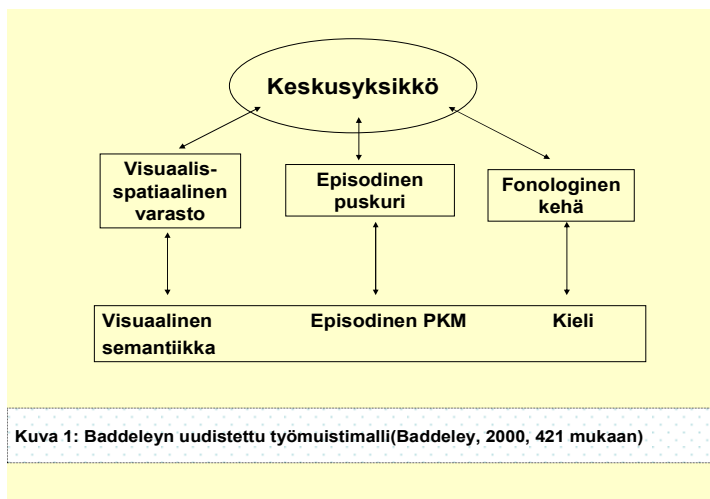 Keskusyksikkö
Visuaalis-
spatiaalinen
varasto
Episodinen
puskuri
Fonologinen
kehä
Visuaalinen
semantiikka
Episodinen PKM
Kieli
Kuva 1: Baddeleyn uudistettu työmuistimalli(Baddeley, 2000, 421 mukaan)